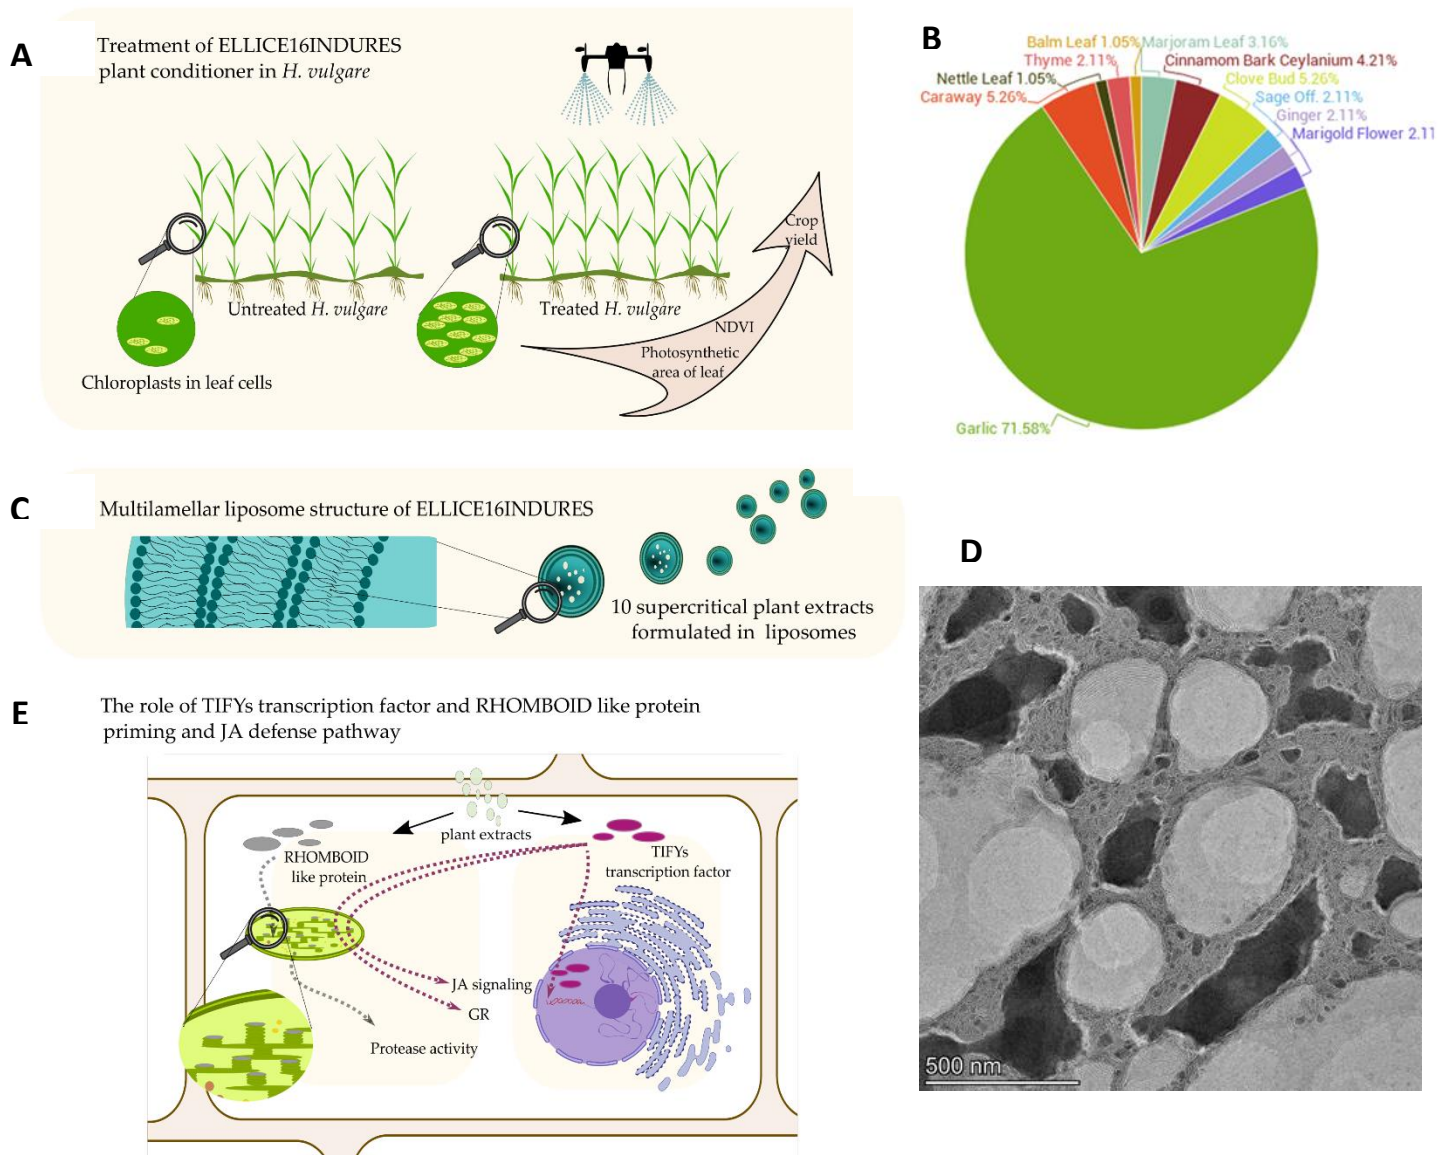 A
Treatment of ELLICE16INDURES
plant conditioner in H. vulgare
Untreated H. vulgare
Treated H. vulgare
Chloroplasts in leaf cells
Crop
yield
NDVI
Photosynthetic
area of leaf
B
Balm Leaf 1.05%
Marjoram Leaf 3.16%
Thyme 2.11%
Cinnamom Bark Ceylanium 4.21%
Nettle Leaf 1.05%
Clove Bud 5.26%
Caraway 5.26%
Sage Off. 2.11%
Ginger 2.11%
Marigold Flower 2.11
Garlic 71.58%
C
Multilamellar liposome structure of ELLICE16INDURES
10 supercritical plant extracts
formulated in liposomes
D
500 nm
E
The role of TIFYs transcription factor and RHOMBOID like protein
priming and JA defense pathway
plant extracts
RHOMBOID
like protein
TIFYs
transcription factor
JA signaling
GR
Protease activity